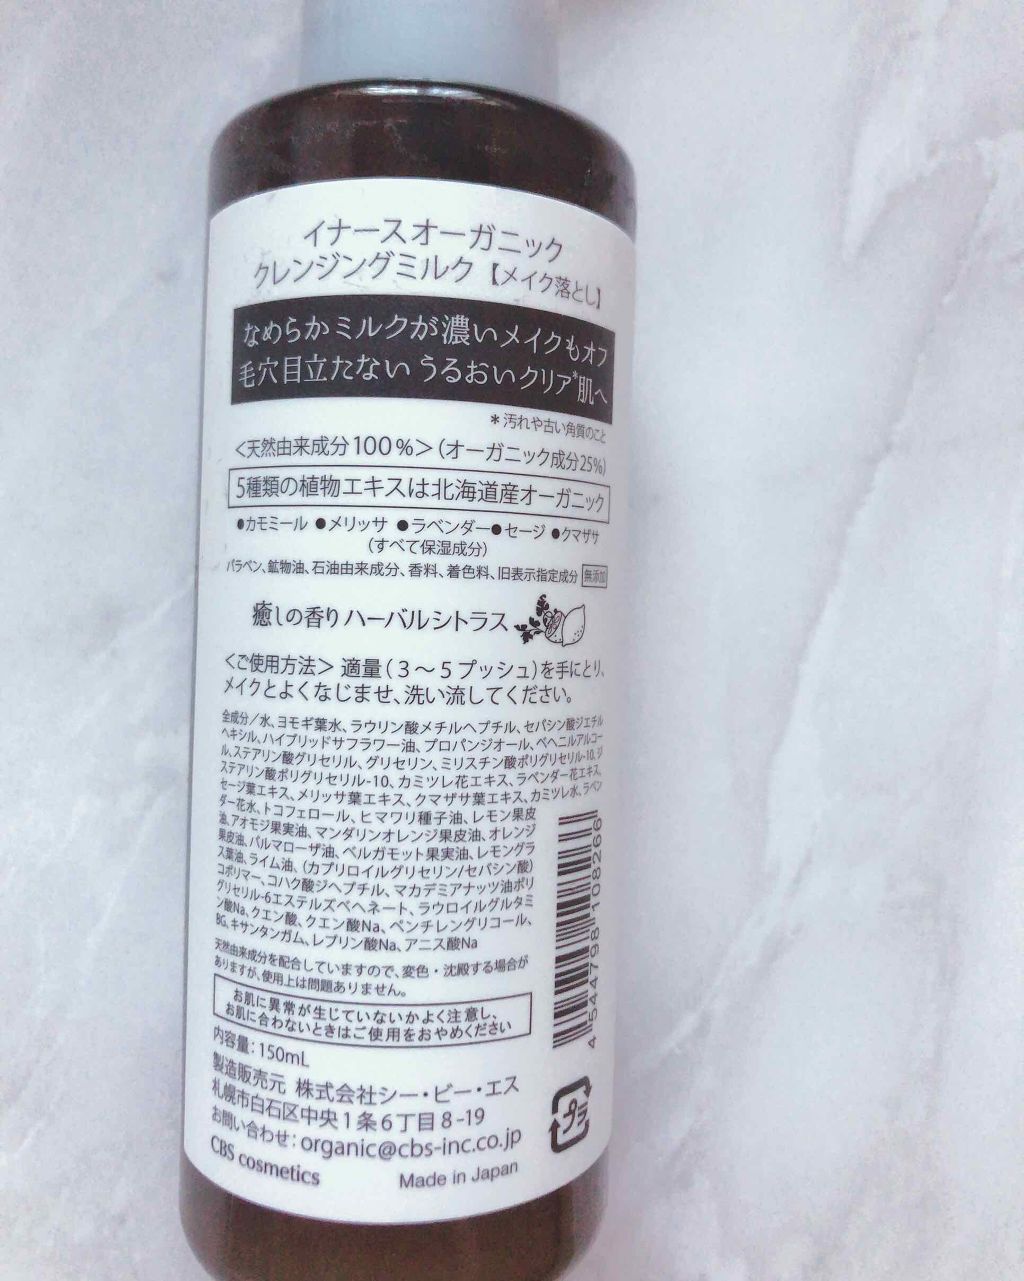 イナースオーガニック
クレンジングミルク【メイク落とし】
なめらかミルクが濃いメイクもオフ
毛穴目立たない うるおいクリア*肌へ
*汚れや古い角質のこと
<天然由来成分100%>(オーガニック成分25%)
5種類の植物エキスは北海道産オーガニック
●カモミール ●メリッサ ●ラベンダー●セージ ●クマザサ
(すべて保湿成分)
パラベン、鉱物油、石油由来成分、香料、着色料、旧表示指定成分 無添加
癒しの香り ハーバルシトラス
<ご使用方法> 適量(3〜5プッシュ)を手にとり、
メイクとよくなじませ、洗い流してください。
全成分/水、ヨモギ葉水、ラウリン酸メチルヘプチル、セバシン酸ジエチル
ヘキシル、ハイブリッドサフラワー油、プロパンジオール、ベヘニルアルコー
ル、ステアリン酸グリセリル、グリセリン、ミリスチン酸ポリグリセリル-10、ジ
ステアリン酸ポリグリセリル-10、カミツレ花エキス、ラベンダー花エキス、
セージ葉エキス、メリッサ葉エキス、クマザサ葉エキス、カミツレ水、ラベン
ダー花水、トコフェロール、ヒマワリ種子油、レモン果皮
油、アオモジ果実油、マンダリンオレンジ果皮油、オレンジ
果皮油、パルマローザ油、ベルガモット果実油、レモングラ
ス葉油、ライム油、(カプリロイルグリセリン/セバシン酸)
コポリマー、コハク酸ジヘプチル、マカデミアナッツ油ポリ
グリセリル-6エステルズベヘネート、ラウロイルグルタミ
ン酸Na、クエン酸、クエン酸Na、ペンチレングリコール、
BG、キサンタンガム、レブリン酸Na、アニス酸Na
天然由来成分を配合していますので、変色・沈殿する場合が
ありますが、使用上は問題ありません。
お肌に異常が生じていないかよく注意し、
お肌に合わないときはご使用をおやめください
内容量:150mL
製造販売元 株式会社シー・ビー・エス
札幌市白石区中央1条6丁目8-19
お問い合わせ:organic@cbs-inc.co.jp
CBS cosmetics
Made in Japan
4 544798 108266
プラ